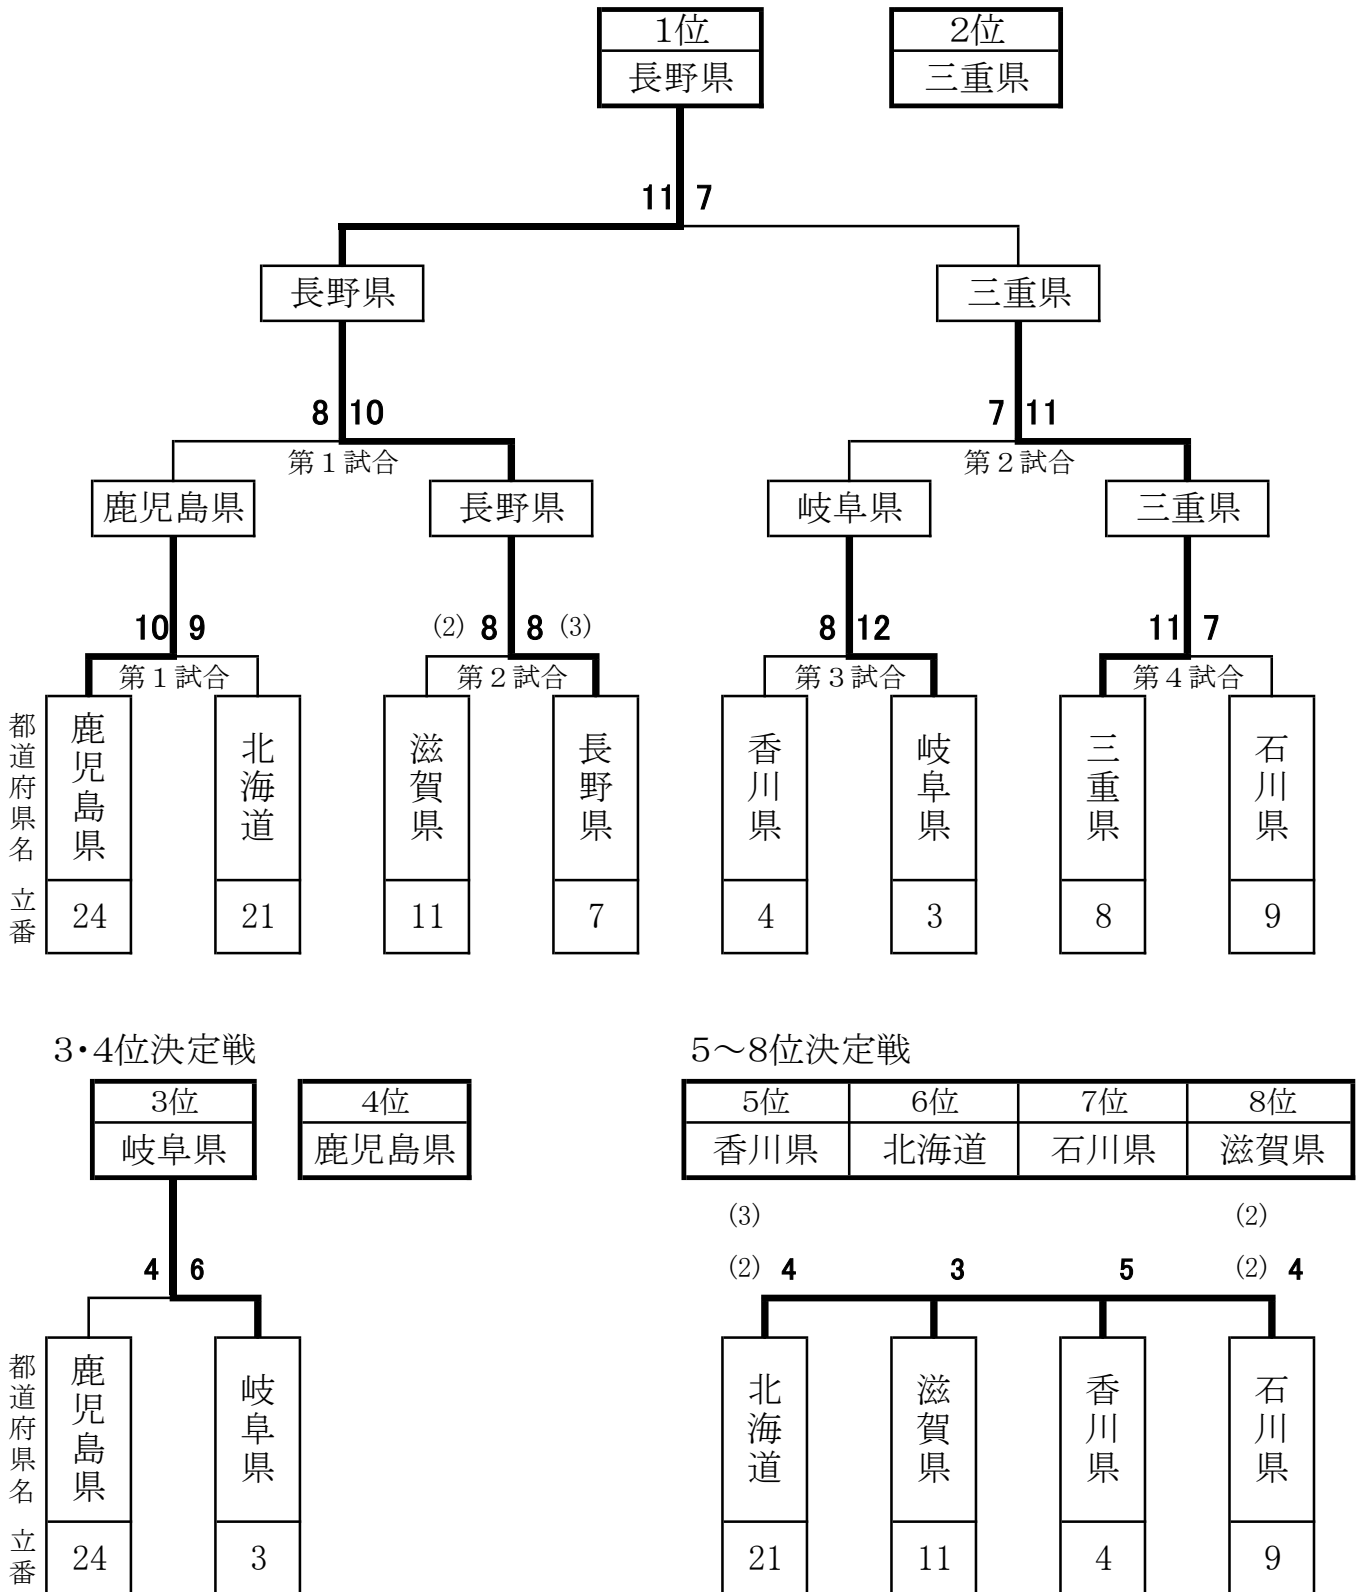 1位 2位
長野県 三重県
11 7
長野県 三重県
8 10 7 11
第1試合 第2試合
鹿児島県 長野県 岐阜県 三重県
10 9 (2) 8 8 (3) 8 12 11 7
第1試合 第2試合 第3試合 第4試合
都道府県名 鹿児島県 北海道 滋賀県 長野県 香川県 岐阜県 三重県 石川県
立番 24 21 11 7 4 3 8 9
3・4位決定戦 5〜8位決定戦
3位 4位 5位 6位 7位 8位
岐阜県 鹿児島県 香川県 北海道 石川県 滋賀県
(3) (2)
4 6 (2) 4 3 5 (2) 4
都道府県名 鹿児島県 岐阜県 北海道 滋賀県 香川県 石川県
立番 24 3 21 11 4 9